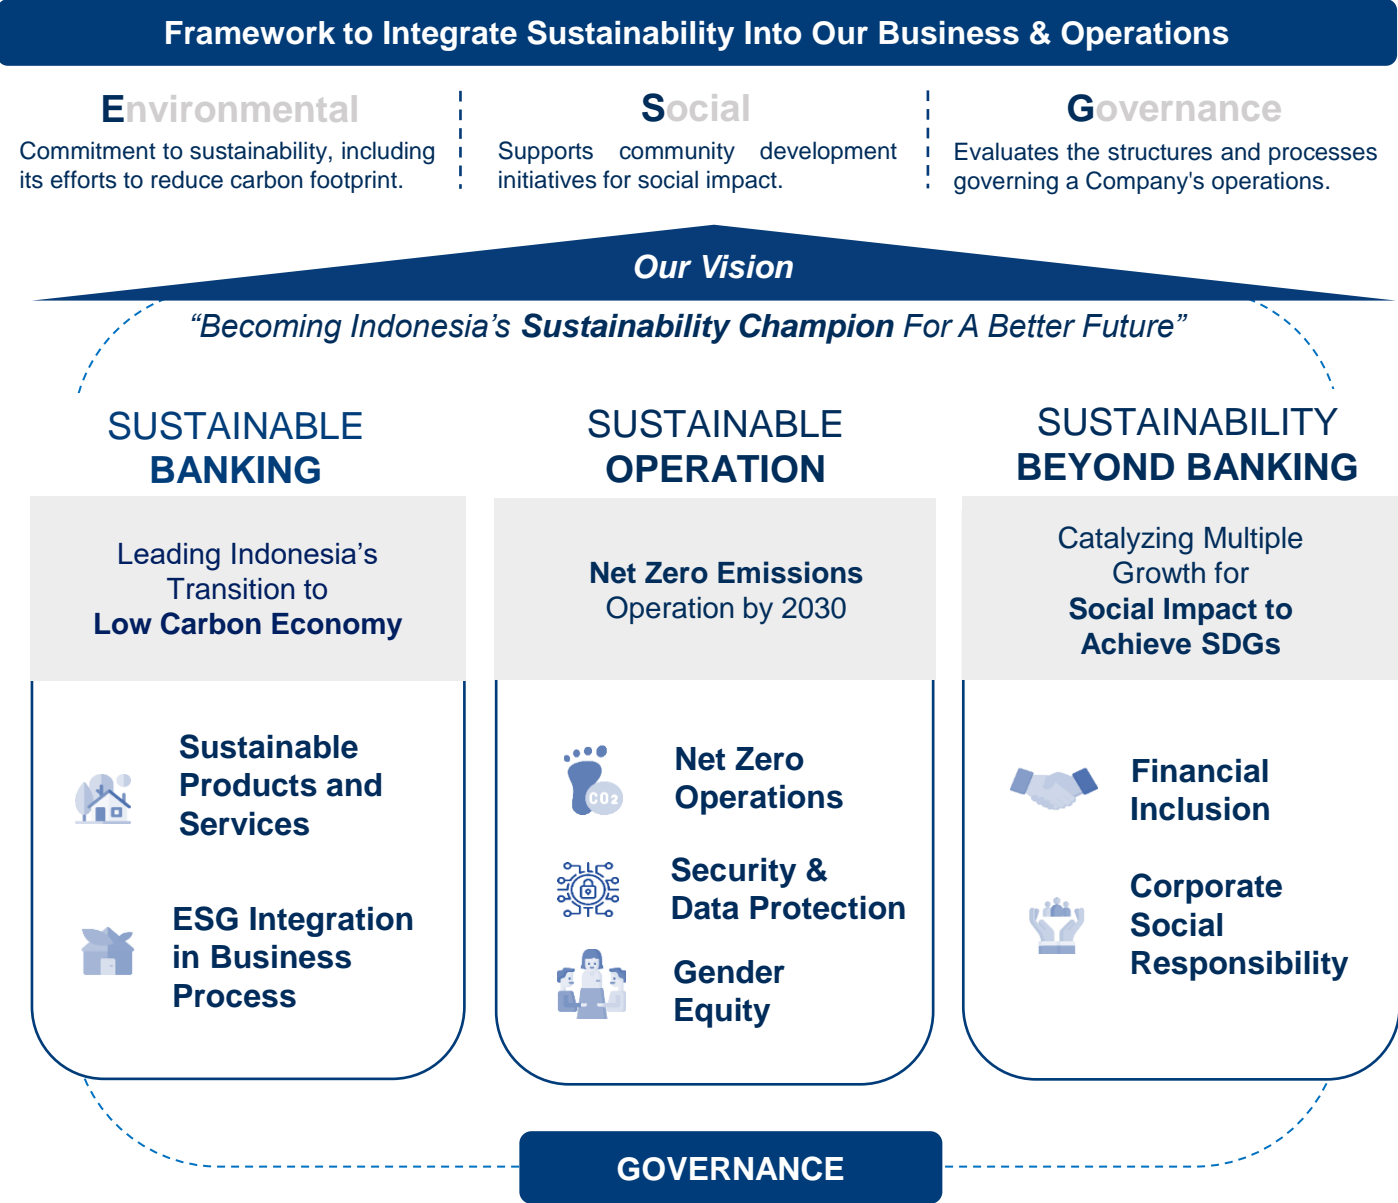 Framework to Integrate Sustainability Into Our Business & Operations
Environmental
Commitment to sustainability, including
its efforts to reduce carbon footprint.
Social
Supports community development
initiatives for social impact.
Governance
Evaluates the structures and processes
governing a Company's operations.
Our Vision
“Becoming Indonesia’s Sustainability Champion For A Better Future”
SUSTAINABLE
BANKING
Leading Indonesia’s
Transition to
Low Carbon Economy
Sustainable
Products and
Services
ESG Integration
in Business
Process
SUSTAINABLE
OPERATION
Net Zero Emissions
Operation by 2030
CO2
Net Zero
Operations
Security &
Data Protection
Gender
Equity
SUSTAINABILITY
BEYOND BANKING
Catalyzing Multiple
Growth for
Social Impact to
Achieve SDGs
Financial
Inclusion
Corporate
Social
Responsibility
GOVERNANCE